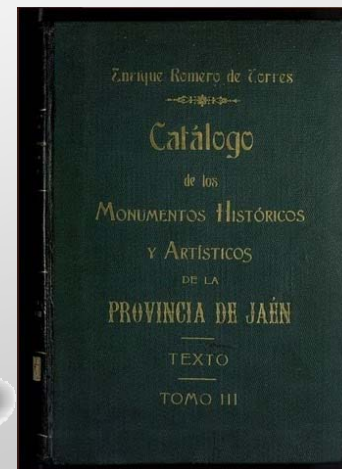 Enrique Romero de Torres
Catálogo
de los
MONUMENTOS HISTÓRICOS
Y ARTÍSTICOS
DE LA
PROVINCIA DE JAÉN
TEXTO
TOMO III